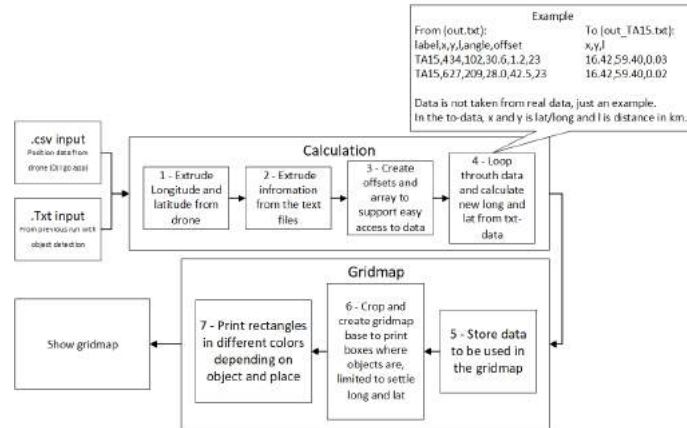 Example
From (out.txt): To (out_TA15.txt):
label,x,y,l,angle,offset x,y,l
TA15,434,102,30.6,1.2,23 16.42,59.40,0.03
TA15,627,209,28.0,42.5,23 16.42,59.40,0.02
Data is not taken from real data, just an example.
In the to-data, x and y is lat/long and l is distance in km.
.csv input
Position data from
drone (DJI go app)
.Txt input
From previous run with
object detection
Calculation
1 - Extrude
Longitude and
latitude from
drone
2 - Extrude
infromation from
the text files
3 - Create
offsets and
array to
support easy
access to data
4 - Loop
throuth data
and calculate
new long and
lat from txt-
data
Gridmap
5 - Store data
to be used in
the gridmap
6 - Crop and
create gridmap
base to print
boxes where
objects are,
limited to settle
long and lat
7 - Print rectangles
in different colors
depending on
object and place
Show gridmap